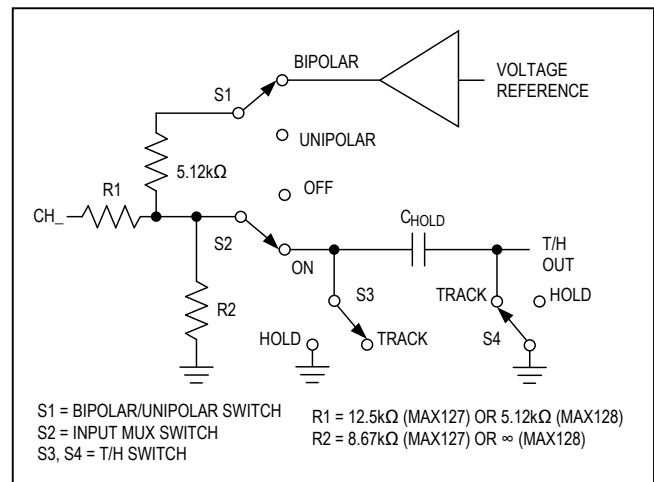 BIPOLAR
VOLTAGE
REFERENCE
S1
UNIPOLAR
5.12kΩ
OFF
R1
CH_
S2
CHOLD
T/H
OUT
ON
S3
TRACK
HOLD
R2
HOLD
TRACK
S4
S1 = BIPOLAR/UNIPOLAR SWITCH
S2 = INPUT MUX SWITCH
S3, S4 = T/H SWITCH
R1 = 12.5kΩ (MAX127) OR 5.12kΩ (MAX128)
R2 = 8.67kΩ (MAX127) OR ∞ (MAX128)